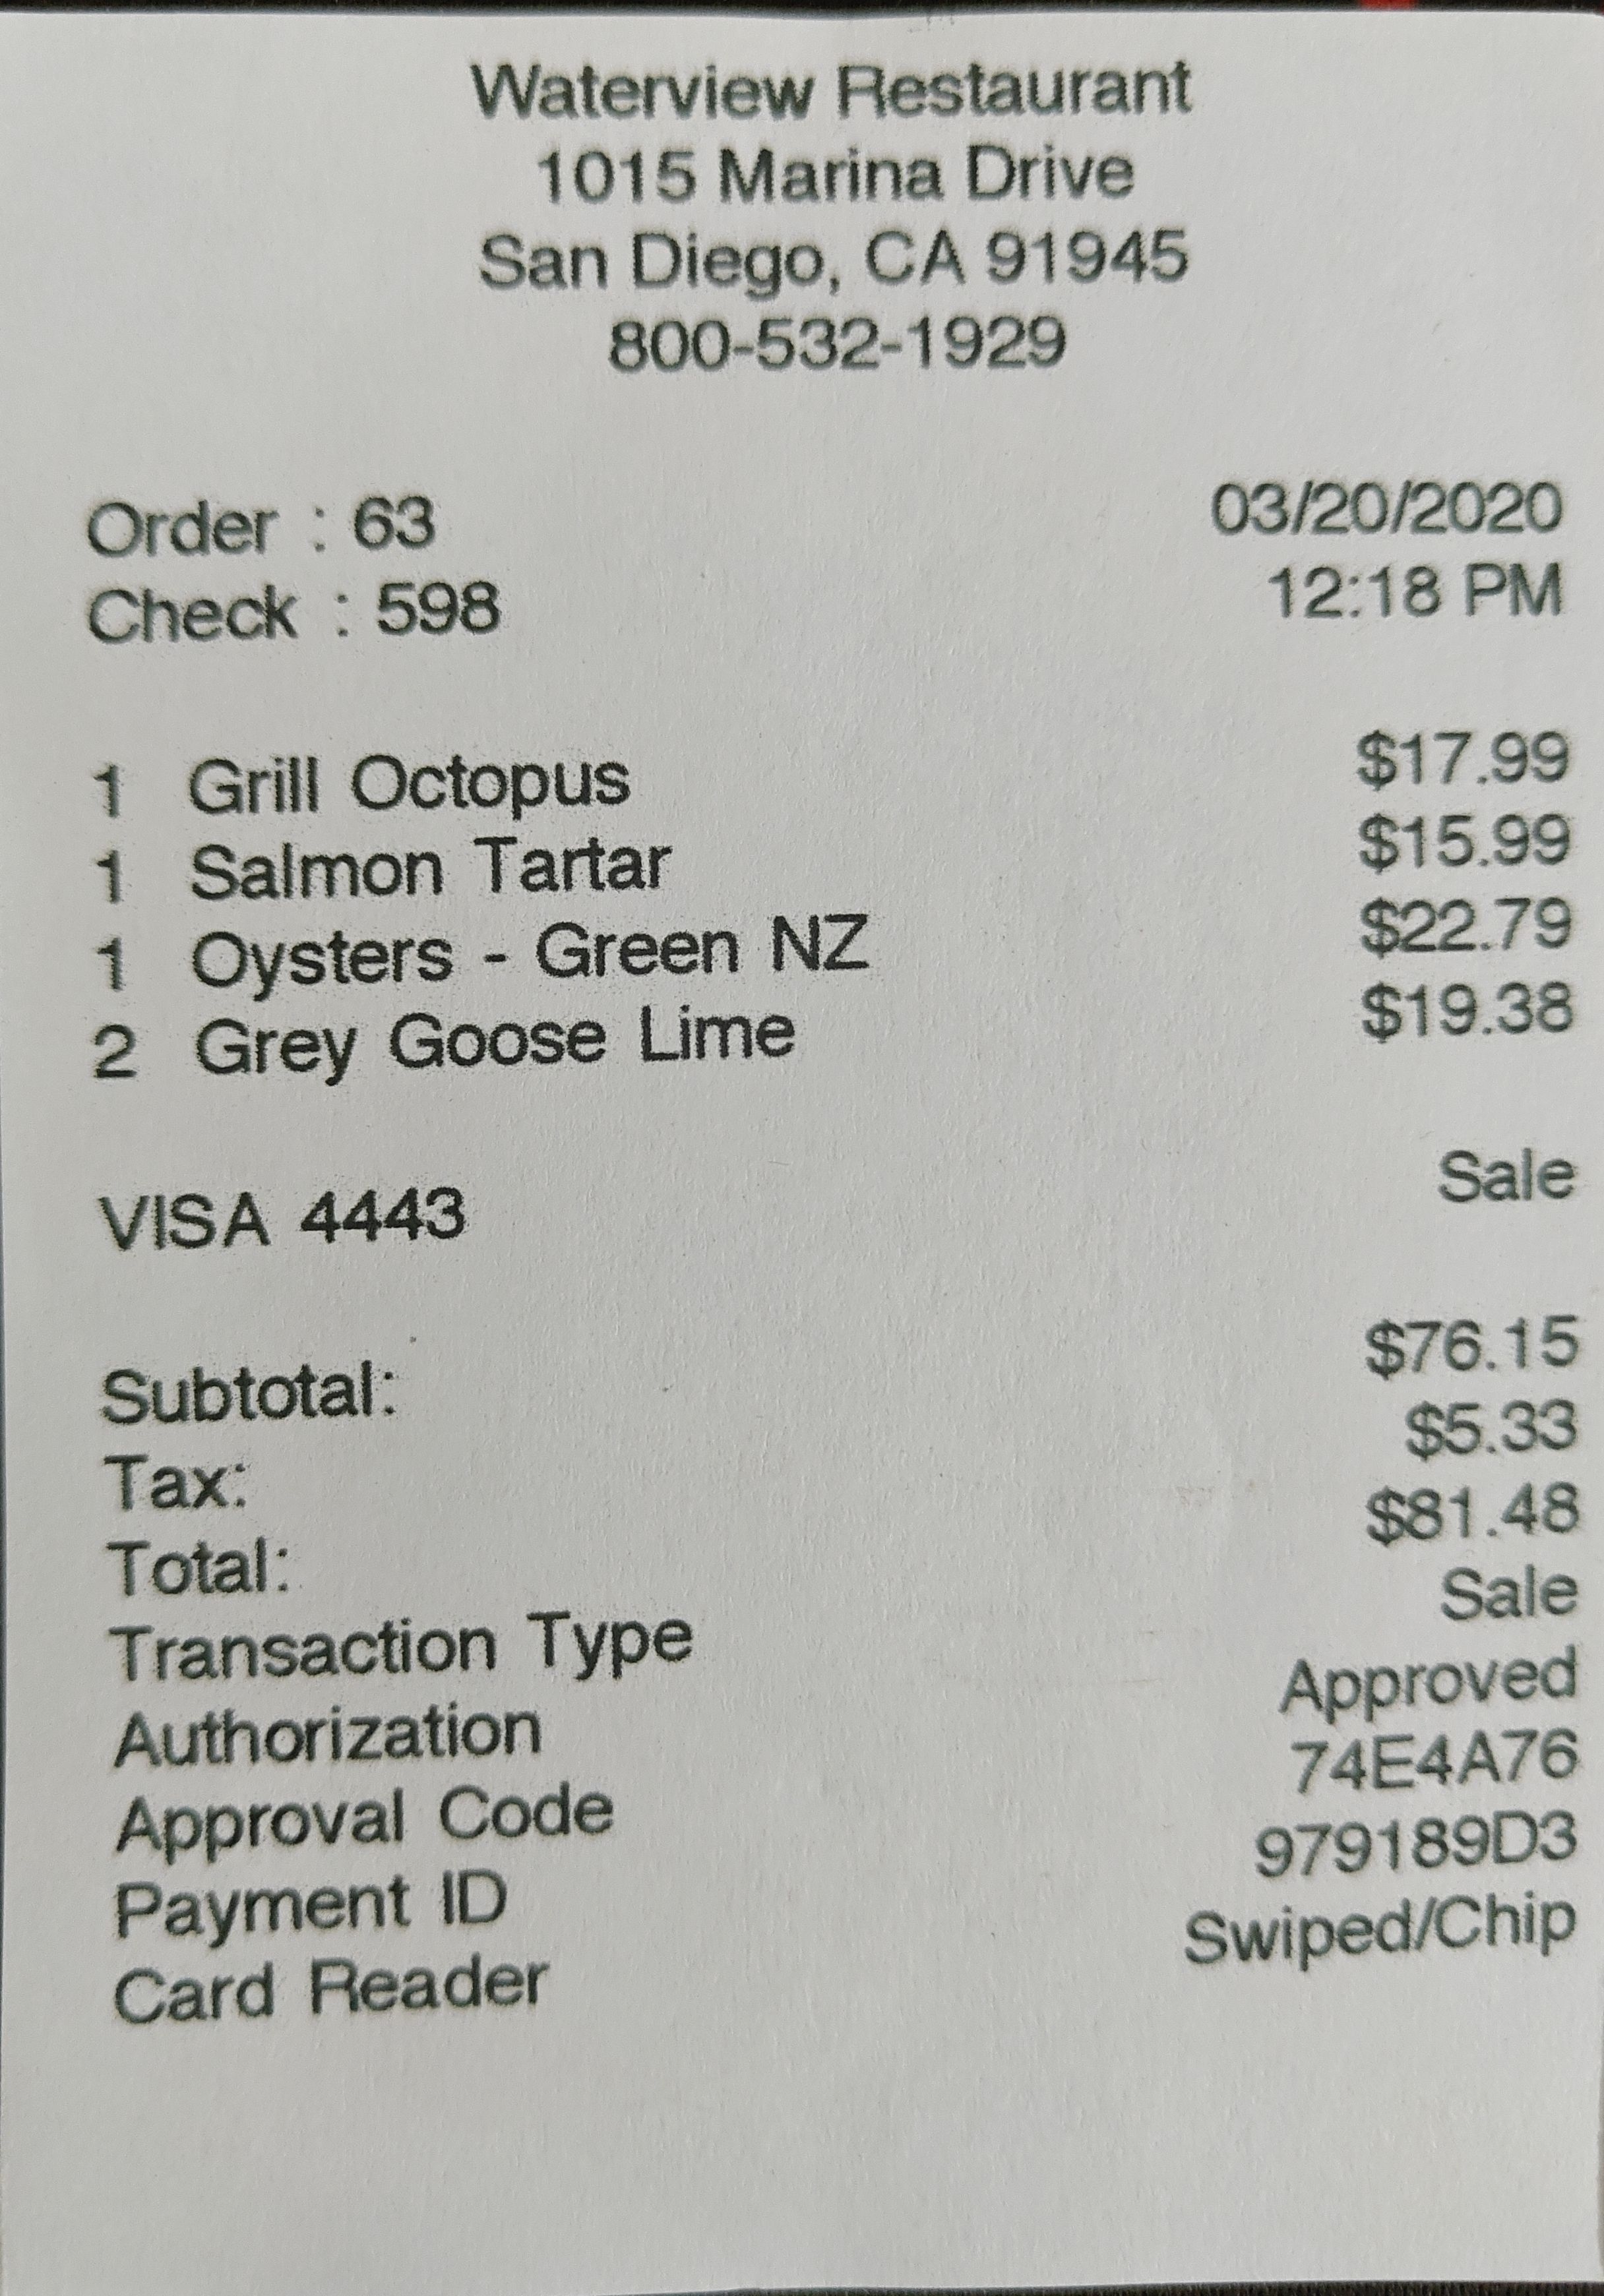 Waterview Restaurant
1015 Marina Drive
San Diego, CA 91945
800-532-1929
Order : 63 03/20/2020
Check : 598 12:18 PM
1 Grill Octopus $17.99
1 Salmon Tartar $15.99
1 Oysters - Green NZ $22.79
2 Grey Goose Lime $19.38
VISA 4443 Sale
Subtotal: $76.15
Tax: $5.33
Total: $81.48
Transaction Type Sale
Authorization Approved
Approval Code 74E4A76
Payment ID 979189D3
Card Reader Swiped/Chip